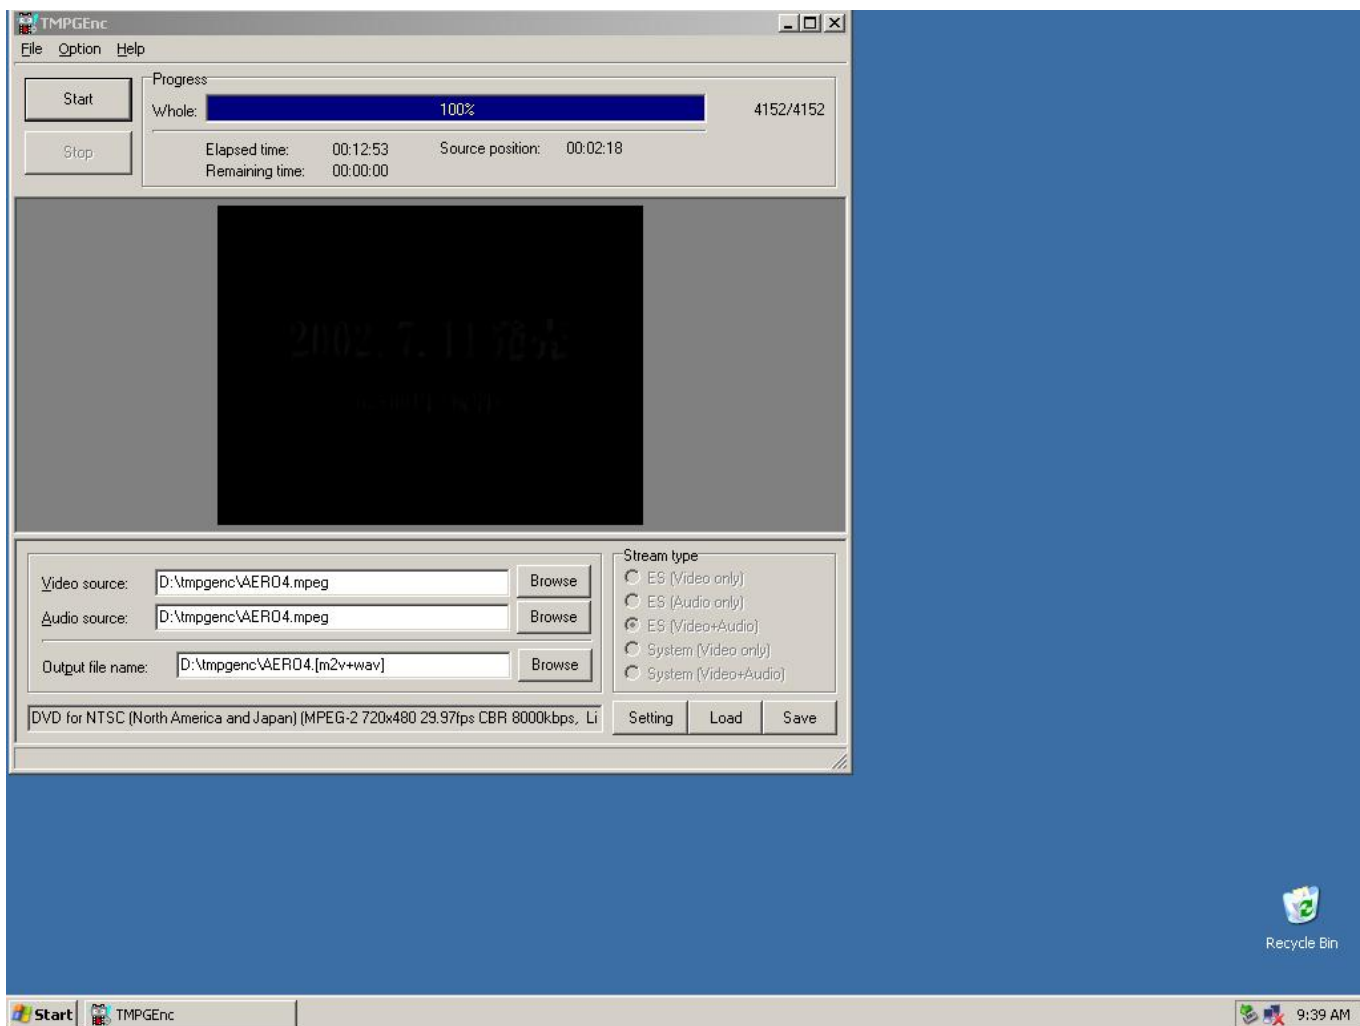 TMPGEnc
File Option Help
Start
Stop
Progress
Whole: 100% 4152/4152
Elapsed time: 00:12:53 Source position: 00:02:18
Remaining time: 00:00:00
2002.7.11 発売
Video source: D:\tmpgenc\AERO4.mpeg Browse
Audio source: D:\tmpgenc\AERO4.mpeg Browse
Output file name: D:\tmpgenc\AERO4.[m2v+wav] Browse
Stream type
ES (Video only)
ES (Audio only)
ES (Video+Audio)
System (Video only)
System (Video+Audio)
DVD for NTSC (North America and Japan) (MPEG-2 720x480 29.97fps CBR 8000kbps, Li
Setting Load Save
Recycle Bin
Start TMPGEnc 9:39 AM